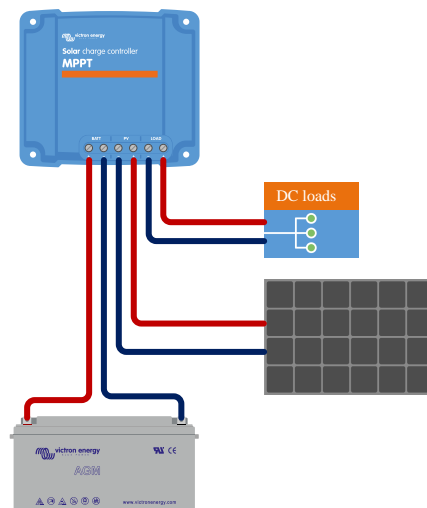 victron energy
Solar charge controller
MPPT
BATT PV LOAD
DC loads
victron energy
AGM
www.victronenergy.com